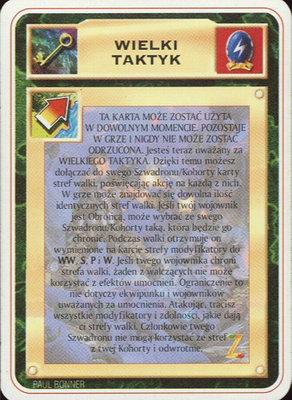 WIELKI
TAKTYK
TA KARTA MOŻE ZOSTAĆ UŻYTA
W DOWOLNYM MOMENCIE. POZOSTAJE
W GRZE I NIGDY NIE MOŻE ZOSTAĆ
ODRZUCONA. Jesteś teraz uważany za
WIELKIEGO TAKTYKA. Dzięki temu możesz
dołączać do swego Szwadronu/Kohorty karty
stref walki, poświęcając akcję na każdą z nich.
W grze może znajdować się dowolna ilość
identycznych stref walki. Jeśli twój wojownik
jest Obrońcą, może wybrać ze swego
Szwadronu/Kohorty taką, która będzie go
chronić. Podczas walki otrzymuje on
wymienione na karcie strefy modyfikatory do
WW, S, P i W. Jeśli twego wojownika chroni
strefa walki, żaden z walczących nie może
korzystać z efektów umocnień. Ograniczenie to
nie dotyczy ekwipunku i wojowników
uważanych za umocnienia. Atakując, tracisz
wszystkie modyfikatory i zdolności, jakie dają
ci strefy walki. Członkowie twego
Szwadronu nie mogą korzystać ze stref
z twej Kohorty i odwrotnie.
PAUL BONNER